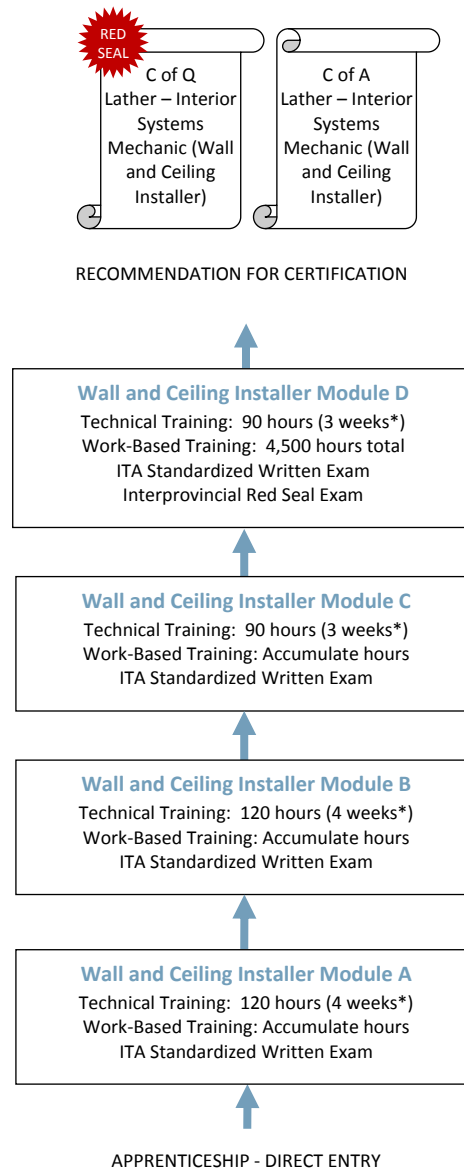 RED
SEAL
C of Q
Lather – Interior
Systems
Mechanic (Wall
and Ceiling
Installer)
C of A
Lather – Interior
Systems
Mechanic (Wall
and Ceiling
Installer)
RECOMMENDATION FOR CERTIFICATION
Wall and Ceiling Installer Module D
Technical Training: 90 hours (3 weeks*)
Work-Based Training: 4,500 hours total
ITA Standardized Written Exam
Interprovincial Red Seal Exam
Wall and Ceiling Installer Module C
Technical Training: 90 hours (3 weeks*)
Work-Based Training: Accumulate hours
ITA Standardized Written Exam
Wall and Ceiling Installer Module B
Technical Training: 120 hours (4 weeks*)
Work-Based Training: Accumulate hours
ITA Standardized Written Exam
Wall and Ceiling Installer Module A
Technical Training: 120 hours (4 weeks*)
Work-Based Training: Accumulate hours
ITA Standardized Written Exam
APPRENTICESHIP - DIRECT ENTRY